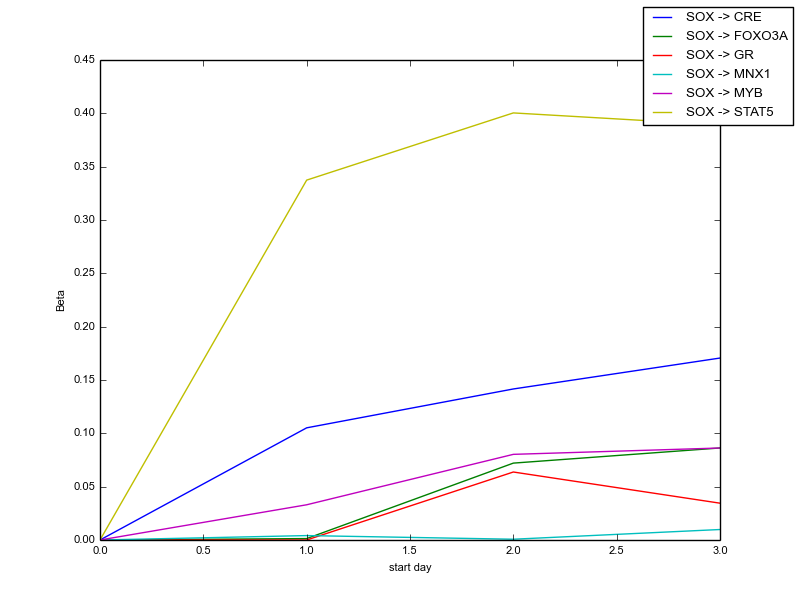 SOX -> CRE
SOX -> FOXO3A
SOX -> GR
SOX -> MNX1
SOX -> MYB
SOX -> STAT5
0.45
0.40
0.35
0.30
0.25
0.20
0.15
0.10
0.05
0.00
Beta
0.0 0.5 1.0 1.5 2.0 2.5 3.0
start day